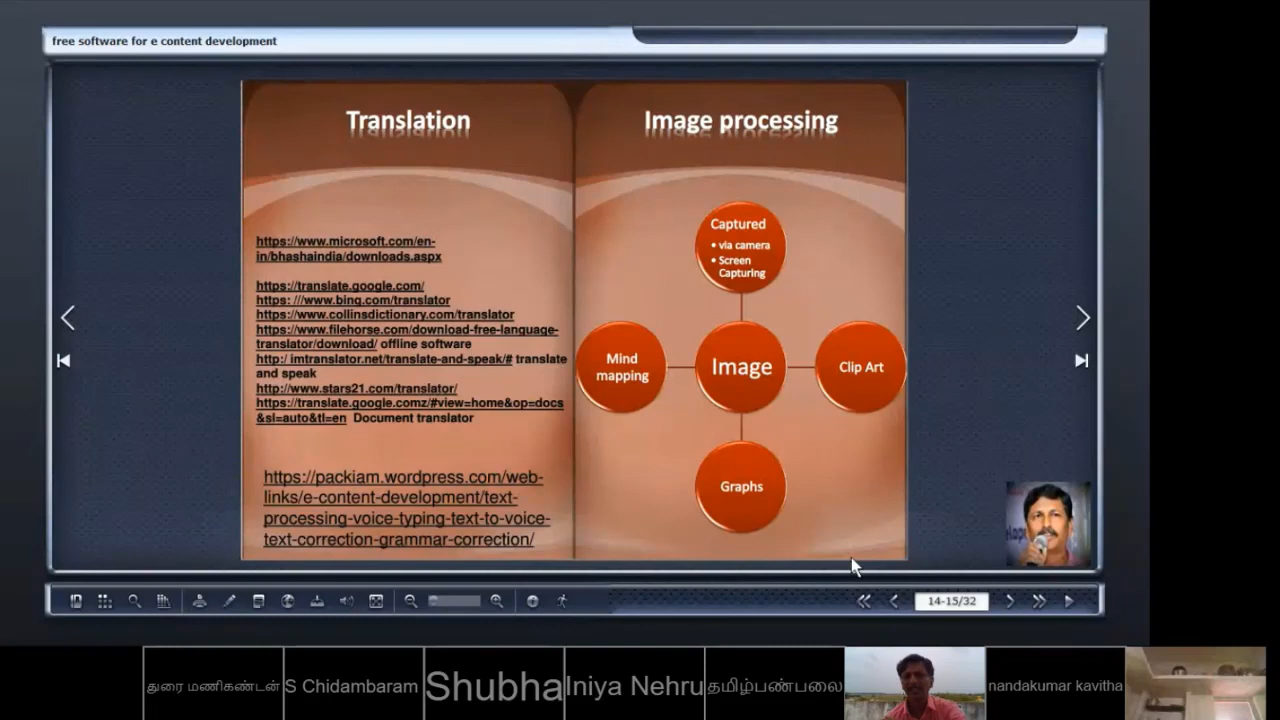 free software for e content development
Translation
https://www.microsoft.com/en-
in/bhashaindia/downloads.aspx
https://translate.google.com/
https: ///www.bing.com/translator
https://www.collinsdictionary.com/translator
https://www.filehorse.com/download-free-language-
translator/download/ offline software
http:/ imtranslator.net/translate-and-speak/# translate
and speak
http://www.stars21.com/translator/
https://translate.google.comz/#view=home&op=docs
&sl=auto&tl=en Document translator
https://packiam.wordpress.com/web-
links/e-content-development/text-
processing-voice-typing-text-to-voice-
text-correction-grammar-correction/
Image processing
Captured
• via camera
• Screen
Capturing
Mind
mapping
Image
Clip Art
Graphs
14-15/32
துரை மணிகண்டன்
S Chidambaram
Shubha
Iniya Nehru
தமிழ்பண்பலை
nandakumar kavitha